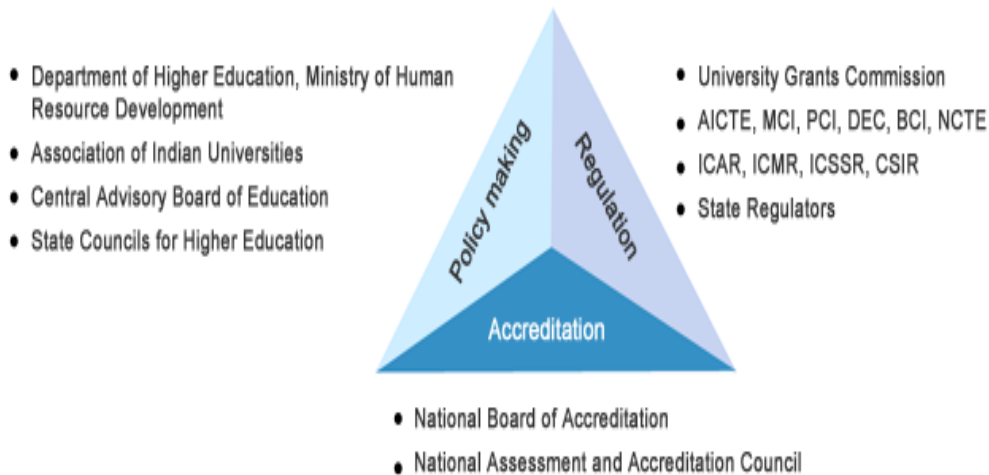 • Department of Higher Education, Ministry of Human
Resource Development
• Association of Indian Universities
• Central Advisory Board of Education
• State Councils for Higher Education
Policy making
Regulation
Accreditation
• University Grants Commission
• AICTE, MCI, PCI, DEC, BCI, NCTE
• ICAR, ICMR, ICSSR, CSIR
• State Regulators
• National Board of Accreditation
• National Assessment and Accreditation Council